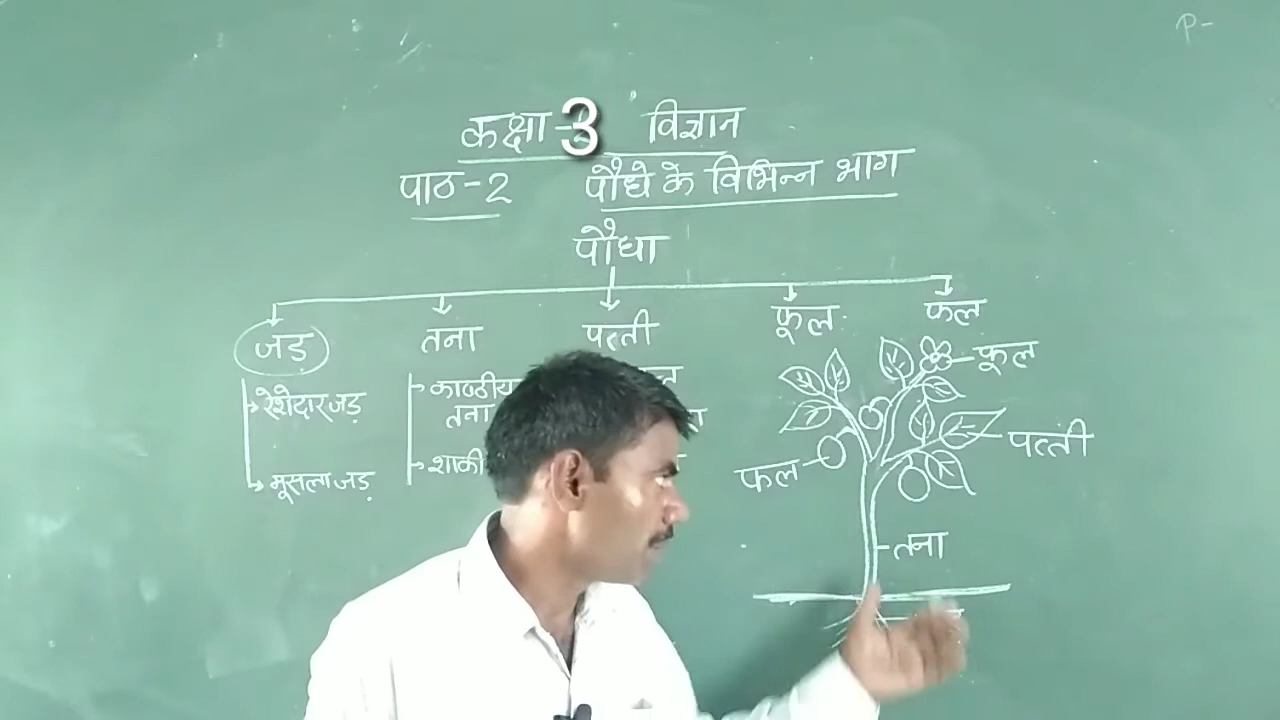 P-
कक्षा-3 विज्ञान
पाठ-2 पौधे के विभिन्न भाग
पौधा
जड़ तना पत्ती फूल फल
रेशेदार जड़
मूसला जड़
काष्ठीय
तना
फूल
पत्ती
फल
तना